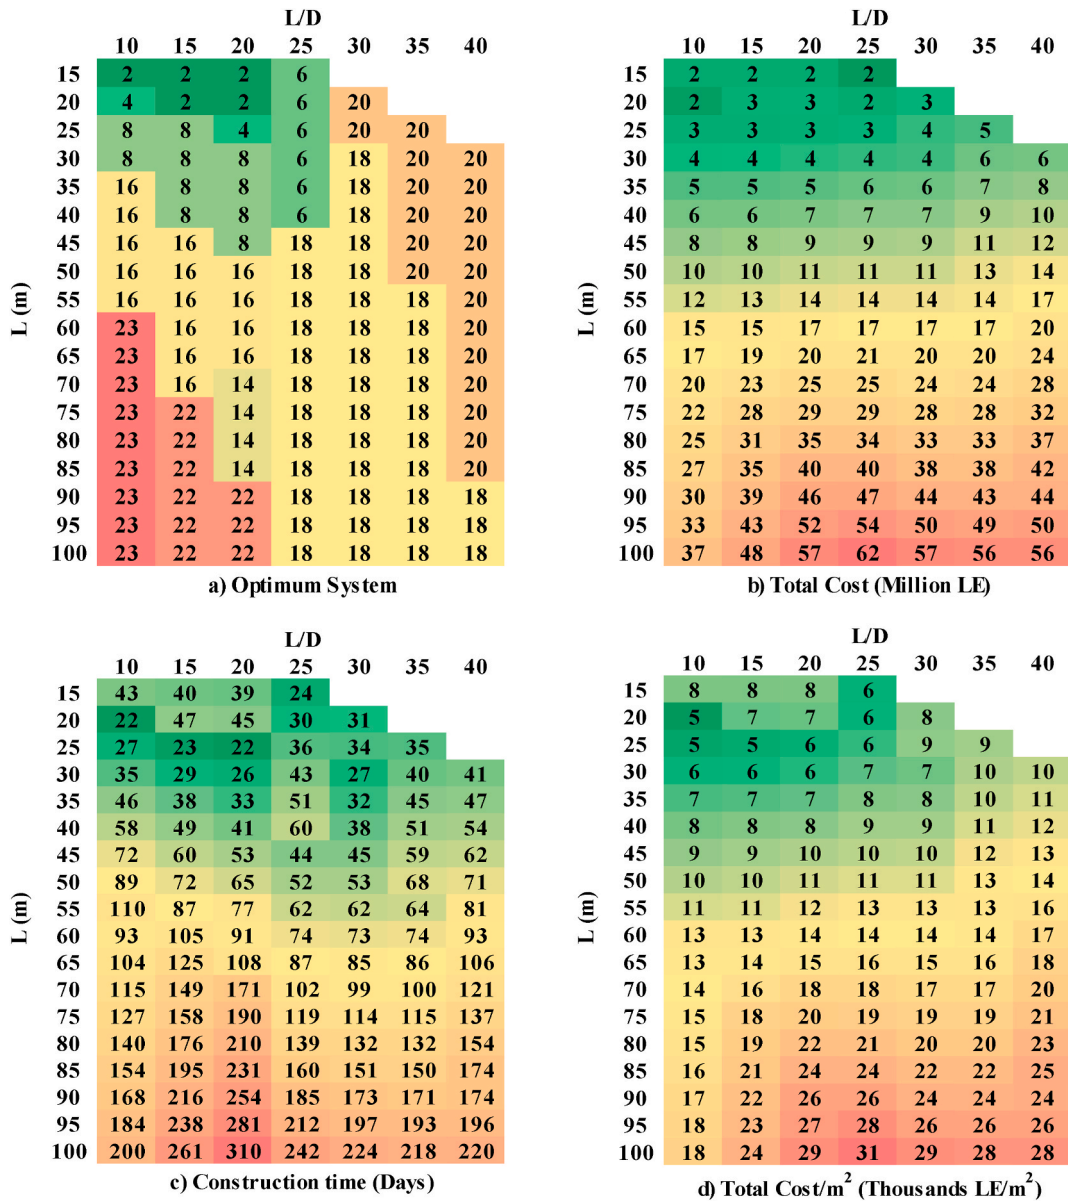 L/D
10 15 20 25 30 35 40
L (m)
15 2 2 2 6
20 4 2 2 6 20
25 8 8 4 6 20 20
30 8 8 8 6 18 20 20
35 16 8 8 6 18 20 20
40 16 8 8 6 18 20 20
45 16 16 8 18 18 20 20
50 16 16 16 18 18 20 20
55 16 16 16 18 18 18 20
60 23 16 16 18 18 18 20
65 23 16 16 18 18 18 20
70 23 16 14 18 18 18 20
75 23 22 14 18 18 18 20
80 23 22 14 18 18 18 20
85 23 22 14 18 18 18 20
90 23 22 22 18 18 18 18
95 23 22 22 18 18 18 18
100 23 22 22 18 18 18 18
a) Optimum System
L/D
10 15 20 25 30 35 40
L (m)
15 2 2 2 2
20 2 3 3 2 3
25 3 3 3 3 4 5
30 4 4 4 4 4 6 6
35 5 5 5 6 6 7 8
40 6 6 7 7 7 9 10
45 8 8 9 9 9 11 12
50 10 10 11 11 11 13 14
55 12 13 14 14 14 14 17
60 15 15 17 17 17 17 20
65 17 19 20 21 20 20 24
70 20 23 25 25 24 24 28
75 22 28 29 29 28 28 32
80 25 31 35 34 33 33 37
85 27 35 40 40 38 38 42
90 30 39 46 47 44 43 44
95 33 43 52 54 50 49 50
100 37 48 57 62 57 56 56
b) Total Cost (Million LE)
L/D
10 15 20 25 30 35 40
L (m)
15 43 40 39 24
20 22 47 45 30 31
25 27 23 22 36 34 35
30 35 29 26 43 27 40 41
35 46 38 33 51 32 45 47
40 58 49 41 60 38 51 54
45 72 60 53 44 45 59 62
50 89 72 65 52 53 68 71
55 110 87 77 62 62 64 81
60 93 105 91 74 73 74 93
65 104 125 108 87 85 86 106
70 115 149 171 102 99 100 121
75 127 158 190 119 114 115 137
80 140 176 210 139 132 132 154
85 154 195 231 160 151 150 174
90 168 216 254 185 173 171 174
95 184 238 281 212 197 193 196
100 200 261 310 242 224 218 220
c) Construction time (Days)
L/D
10 15 20 25 30 35 40
L (m)
15 8 8 8 6
20 5 7 7 6 8
25 5 5 6 6 9 9
30 6 6 6 7 7 10 10
35 7 7 7 8 8 10 11
40 8 8 8 9 9 11 12
45 9 9 10 10 10 12 13
50 10 10 11 11 11 13 14
55 11 11 12 13 13 13 16
60 13 13 14 14 14 14 17
65 13 14 15 16 15 16 18
70 14 16 18 18 17 17 20
75 15 18 20 19 19 19 21
80 15 19 22 21 20 20 23
85 16 21 24 24 22 22 25
90 17 22 26 26 24 24 24
95 18 23 27 28 26 26 26
100 18 24 29 31 29 28 28
d) Total Cost/m² (Thousands LE/m²)